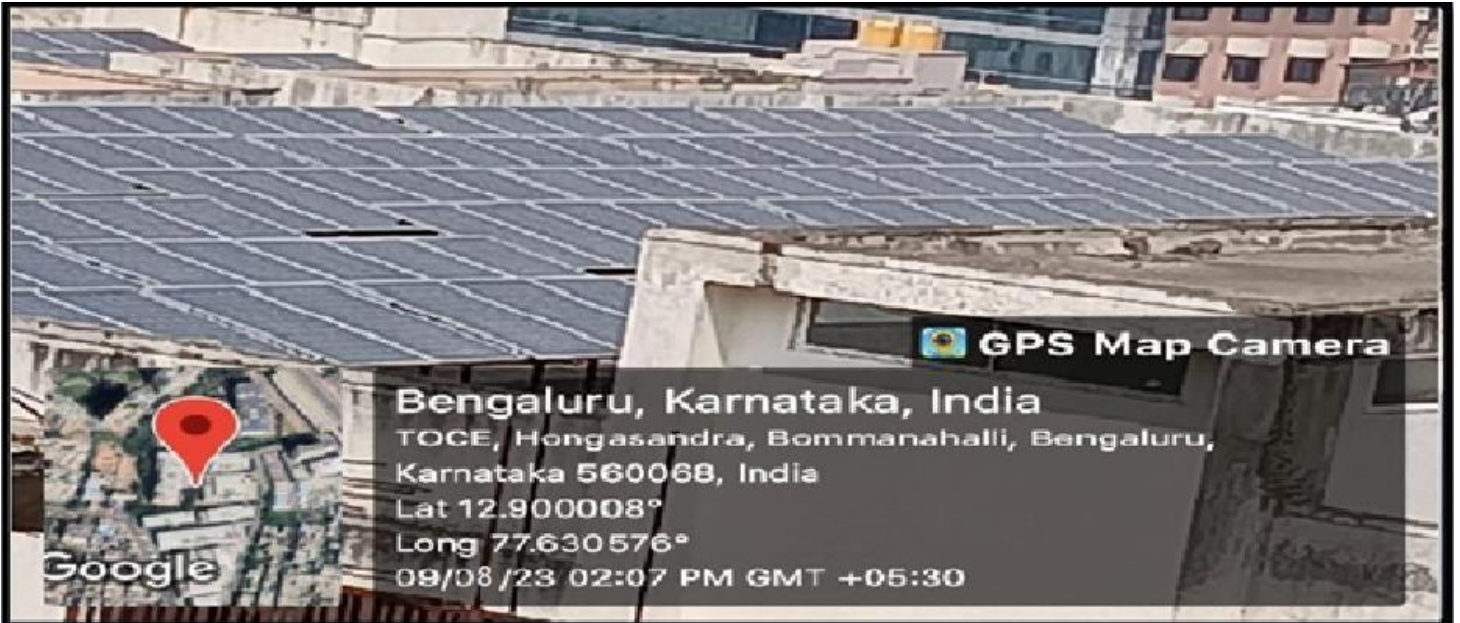 GPS Map Camera
Bengaluru, Karnataka, India
TOCE, Hongasandra, Bommanahalli, Bengaluru,
Karnataka 560068, India
Lat 12.900008°
Long 77.630576°
09/08/23 02:07 PM GMT +05:30
Google